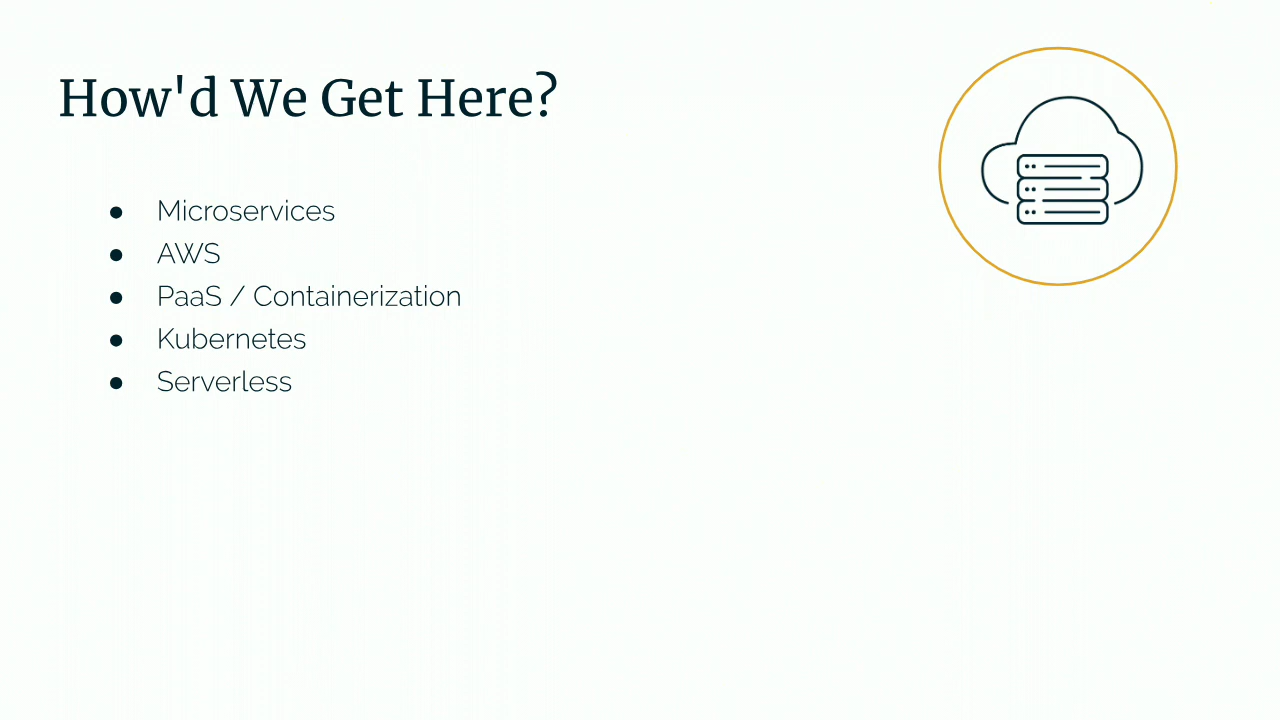 How'd We Get Here?
● Microservices
● AWS
● PaaS / Containerization
● Kubernetes
● Serverless